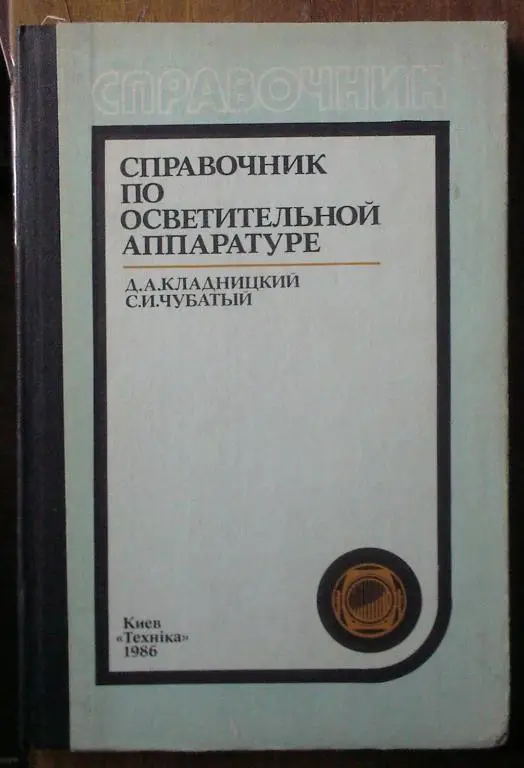 СПРАВОЧНИК
СПРАВОЧНИК
ПО
ОСВЕТИТЕЛЬНОЙ
АППАРАТУРЕ
Д.А.КЛАДНИЦКИЙ
С.И.ЧУБАТЫЙ
Киев
«Техніка»
1986